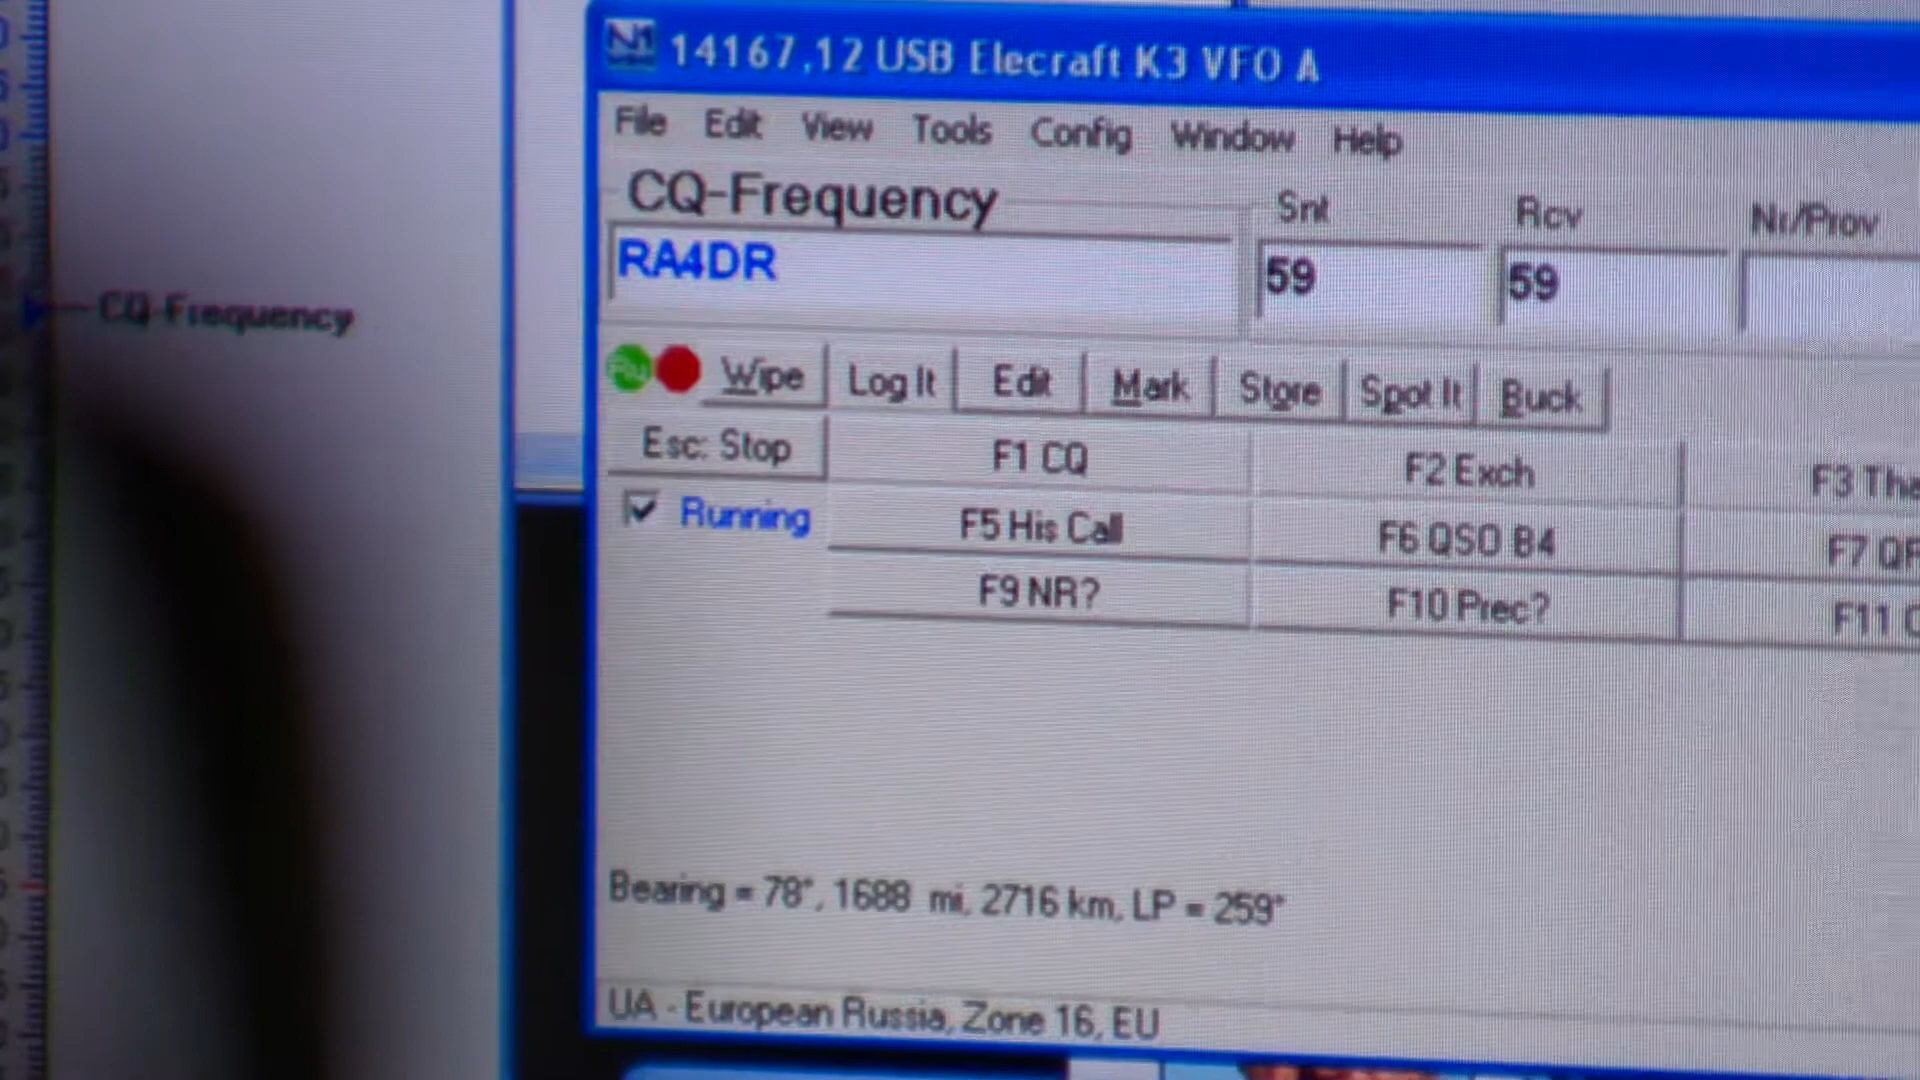 14167,12 USB Elecraft K3 VFO A
File Edit View Tools Config Window Help
CQ-Frequency Snt Rcv Nr/Prov
RA4DR 59 59
CQ-Frequency
Wipe Log It Edit Mark Store Spot It Buck
Esc: Stop F1 CQ F2 Exch F3
Running F5 His Call F6 QSO B4 F7
F9 NR? F10 Prec? F11
Bearing = 78°, 1688 mi, 2716 km, LP = 259°
UA - European Russia, Zone 16, EU